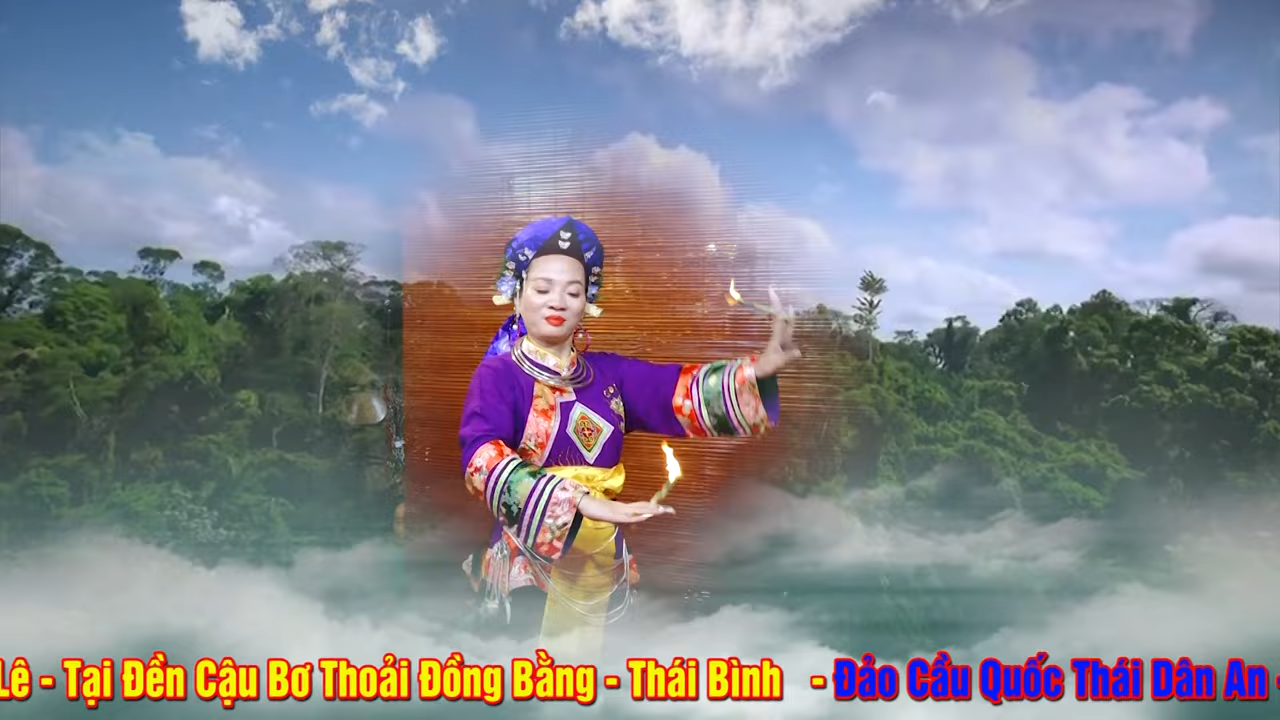 Lê - Tại Đền Cậu Bơ Thoải Đồng Bằng - Thái Bình - Đảo Cầu Quốc Thái Dân An -